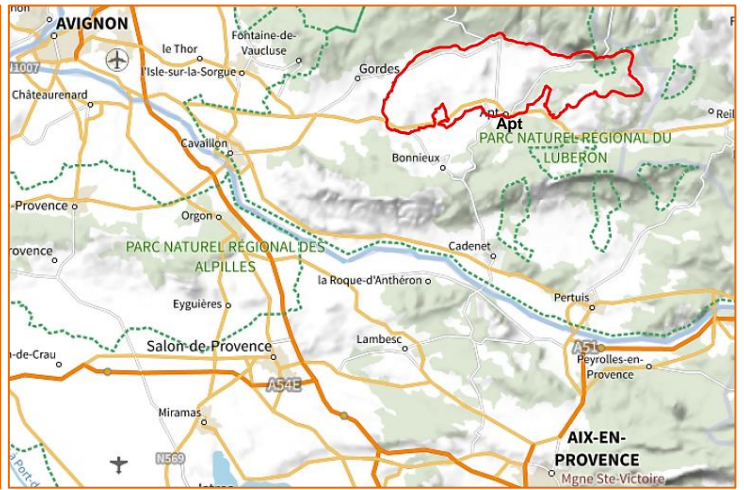 AVIGNON
Fontaine-de-
Vaucluse
le Thor
l'Isle-sur-la-Sorgue
Gordes
Châteaurenard
Apt
Apt
Reil
PARC NATUREL RÉGIONAL DU
LUBERON
Cavaillon
Bonnieux
Provence
Orgon
rovence
PARC NATUREL RÉGIONAL DES
ALPILLES
Cadenet
la Roque-d'Anthéron
Eyguières
Pertuis
Salon-de-Provence
Lambesc
A51
Peyrolles-en-
Provence
n-de-Crau
A54E
Miramas
N569
AIX-EN-
PROVENCE
Mgne Ste-Victoire